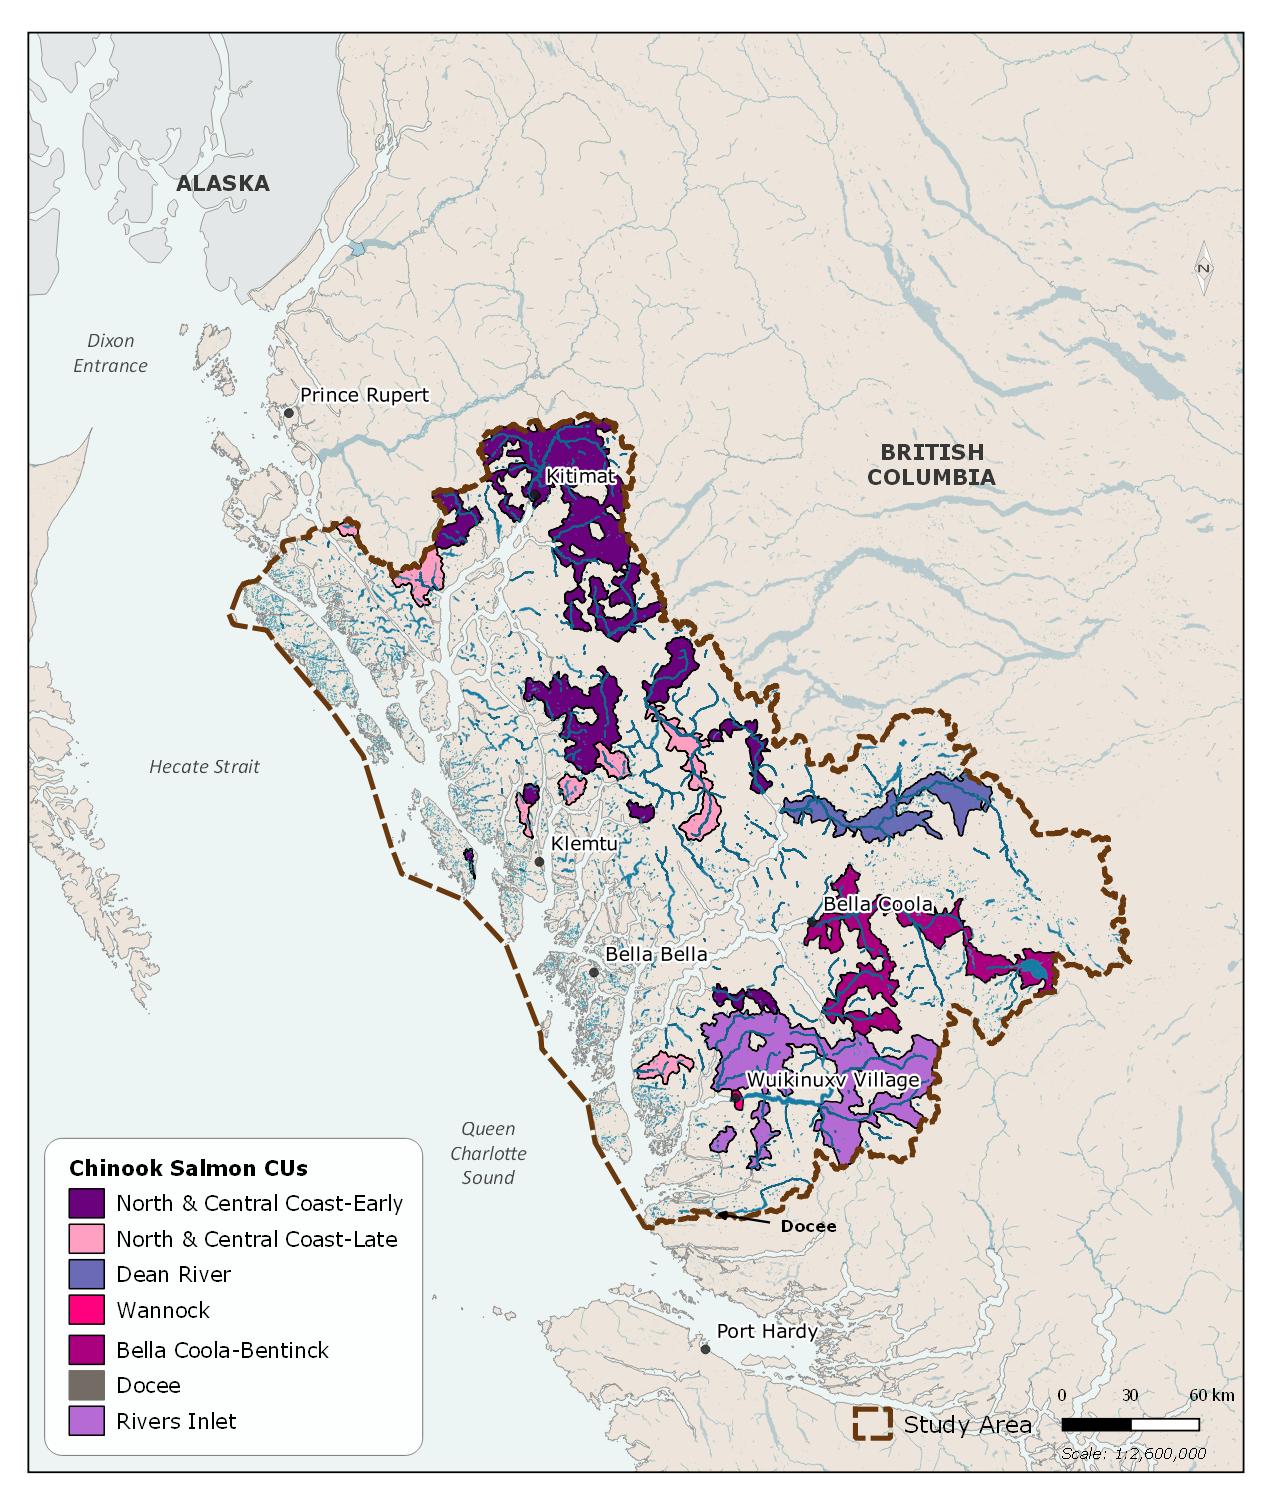 ALASKA
Dixon
Entrance
Prince Rupert
N
BRITISH
COLUMBIA
Kitimat
Hecate Strait
Klemtu
Bella Coola
Bella Bella
Wuikinuxv Village
Queen
Charlotte
Sound
Docee
Port Hardy
Chinook Salmon CUs
North & Central Coast-Early
North & Central Coast-Late
Dean River
Wannock
Bella Coola-Bentinck
Docee
Rivers Inlet
Study Area
0 30 60 km
Scale: 1:2,600,000